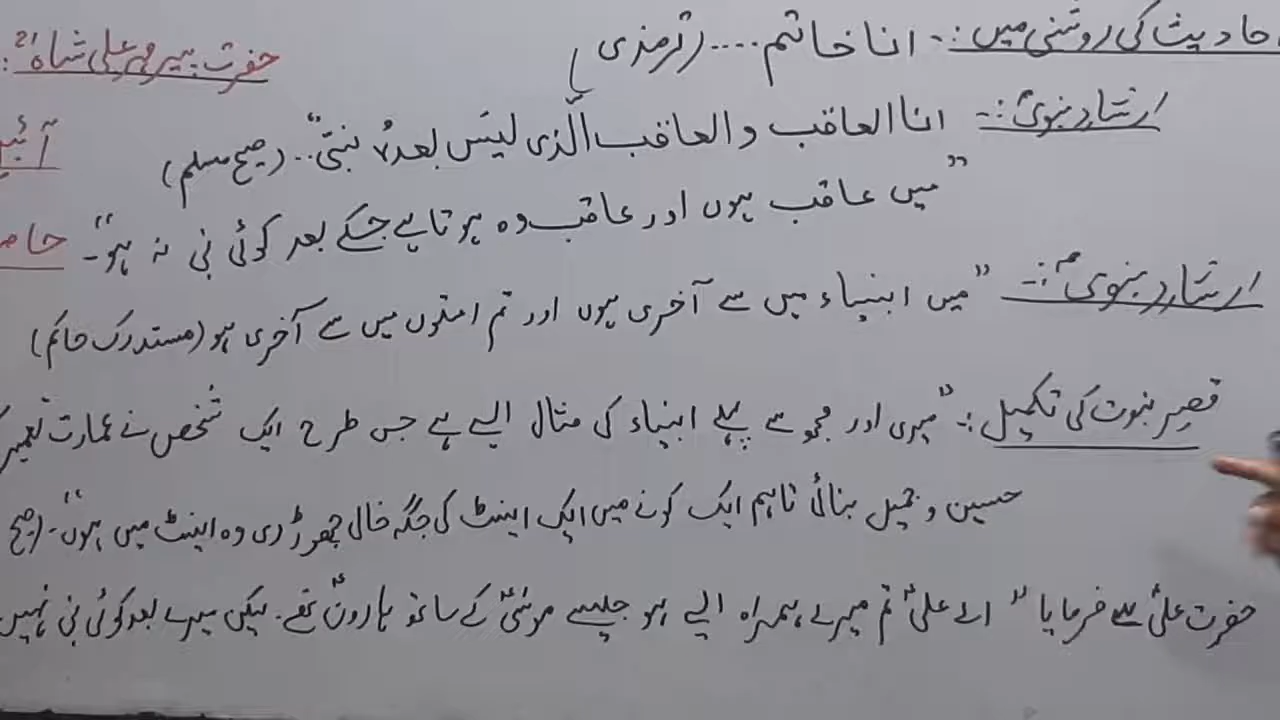 احادیث کی روشنی میں:۔ انا خاتم .... (ترمذی)
ارشادِ نبویؐ:۔ انا العاقب والعاقب الّذی لیس بعدہُ نبی"۔۔ (صحیح مسلم)
"میں عاقب ہوں اور عاقب وہ ہوتا ہے جسکے بعد کوئی نبی نہ ہو"۔
ارشادِ نبویؐ:۔ "میں انبیاء میں سے آخری ہوں اور تم امتوں میں سے آخری ہو (مستدرک حاکم)
قصرِ نبوت کی تکمیل:۔ "میری اور مجھ سے پہلے انبیاء کی مثال ایسے ہے جس طرح ایک شخص نے عمارت تعمیر
حسین و جمیل بنائی تاہم ایک کونے میں ایک اینٹ کی جگہ خالی چھوڑ دی وہ اینٹ میں ہوں"۔ (صحیح
حضرت علیؓ سے فرمایا " اے علیؓ تم میرے ہمراہ ایسے ہو جیسے موسیٰؑ کے ساتھ ہارونؑ تھے۔ لیکن میرے بعد کوئی نبی نہیں
حضرت پیر مہر علی شاہؒ: